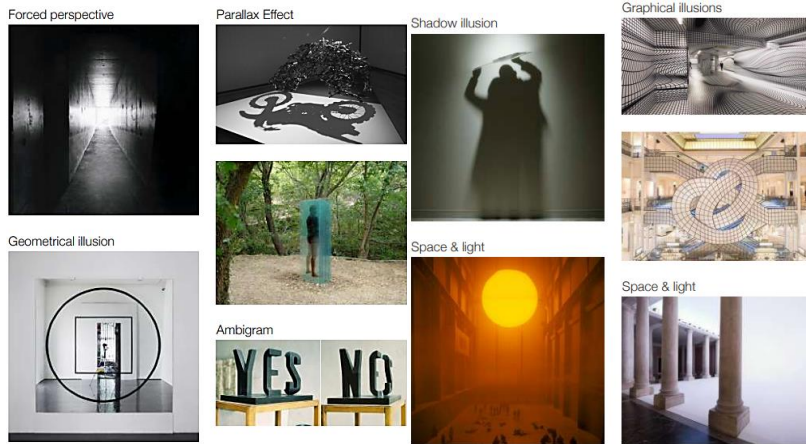 Forced perspective
Parallax Effect
Shadow illusion
Graphical illusions
Geometrical illusion
Ambigram
YES
NO
Space & light
Space & light